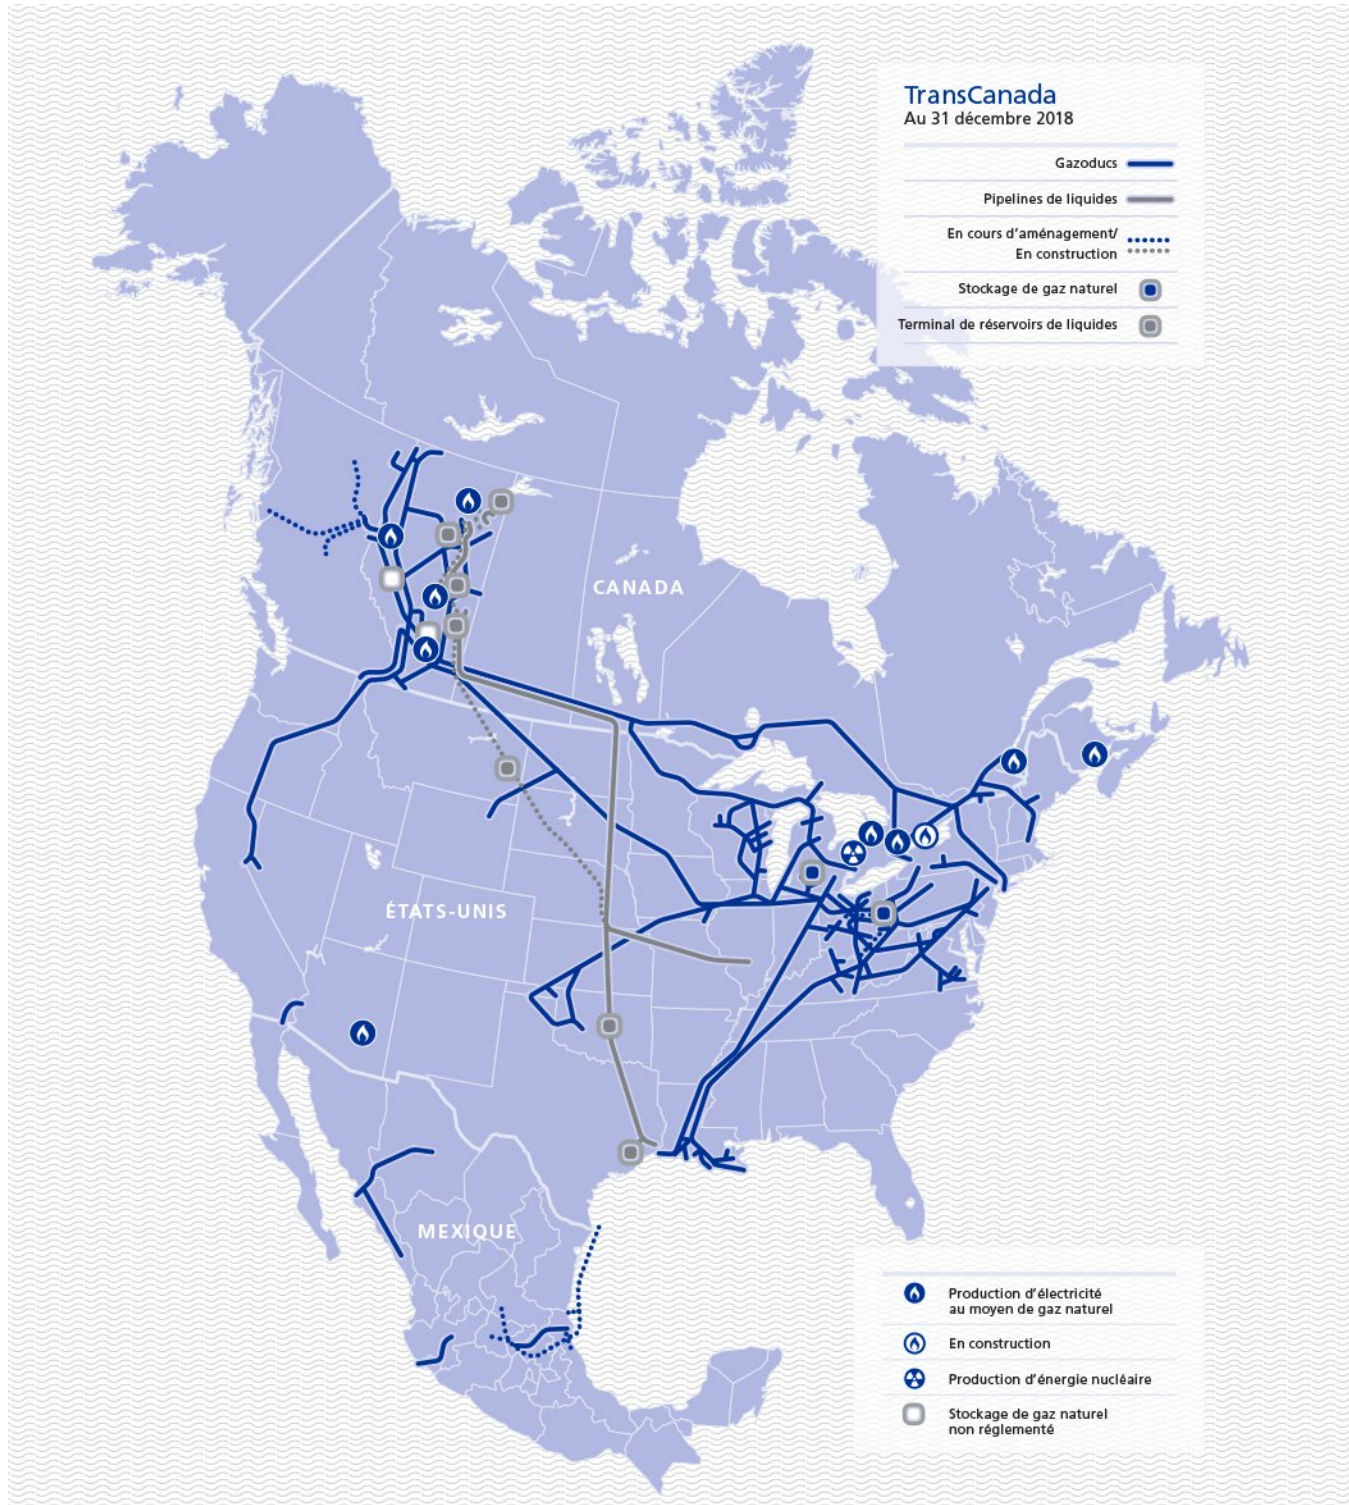 TransCanada
Au 31 décembre 2018
Gazoducs
Pipelines de liquides
En cours d'aménagement/
En construction
Stockage de gaz naturel
Terminal de réservoirs de liquides
CANADA
ÉTATS-UNIS
MEXIQUE
Production d'électricité
au moyen de gaz naturel
En construction
Production d'énergie nucléaire
Stockage de gaz naturel
non réglementé